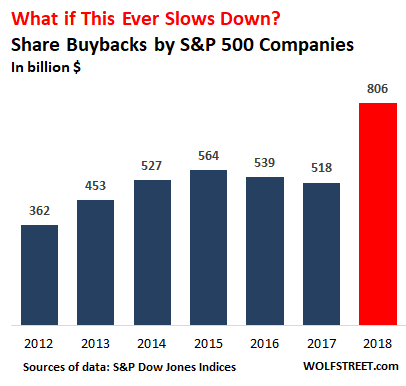 What if This Ever Slows Down?
Share Buybacks by S&P 500 Companies
In billion $
362
453
527
564
539
518
806
2012 2013 2014 2015 2016 2017 2018
Sources of data: S&P Dow Jones Indices WOLFSTREET.com